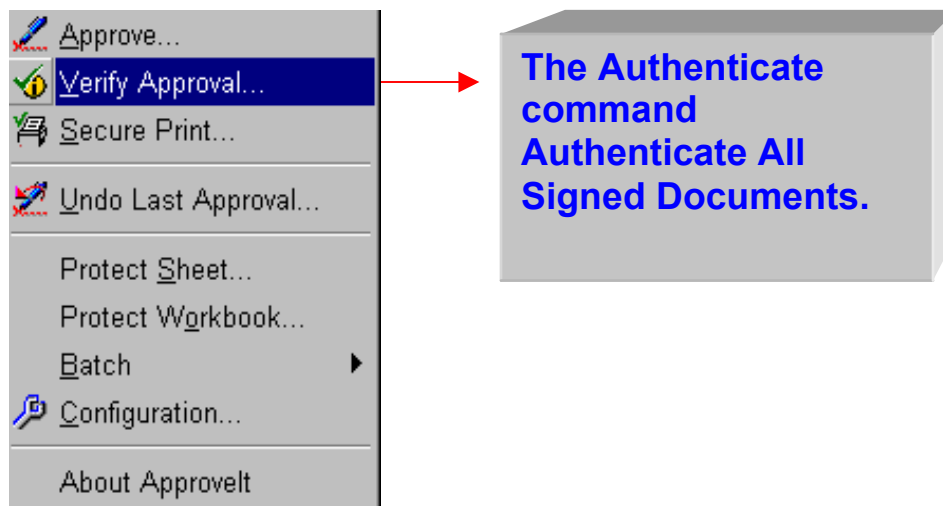 Approve...
Verify Approval...
Secure Print...
Undo Last Approval...
Protect Sheet...
Protect Workbook...
Batch
Configuration...
About ApproveIt
The Authenticate
command
Authenticate All
Signed Documents.